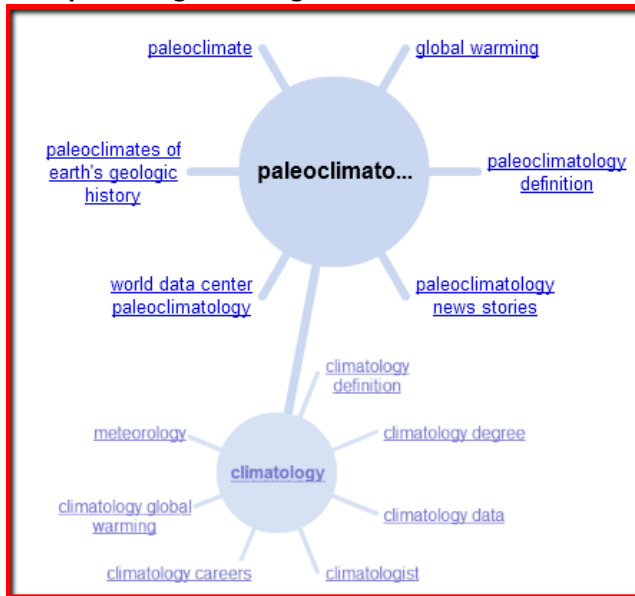 paleoclimate
global warming
paleoclimates of
earth's geologic
history
paleoclimato...
paleoclimatology
definition
world data center
paleoclimatology
paleoclimatology
news stories
climatology
definition
meteorology
climatology degree
climatology
climatology global
warming
climatology data
climatology careers
climatologist